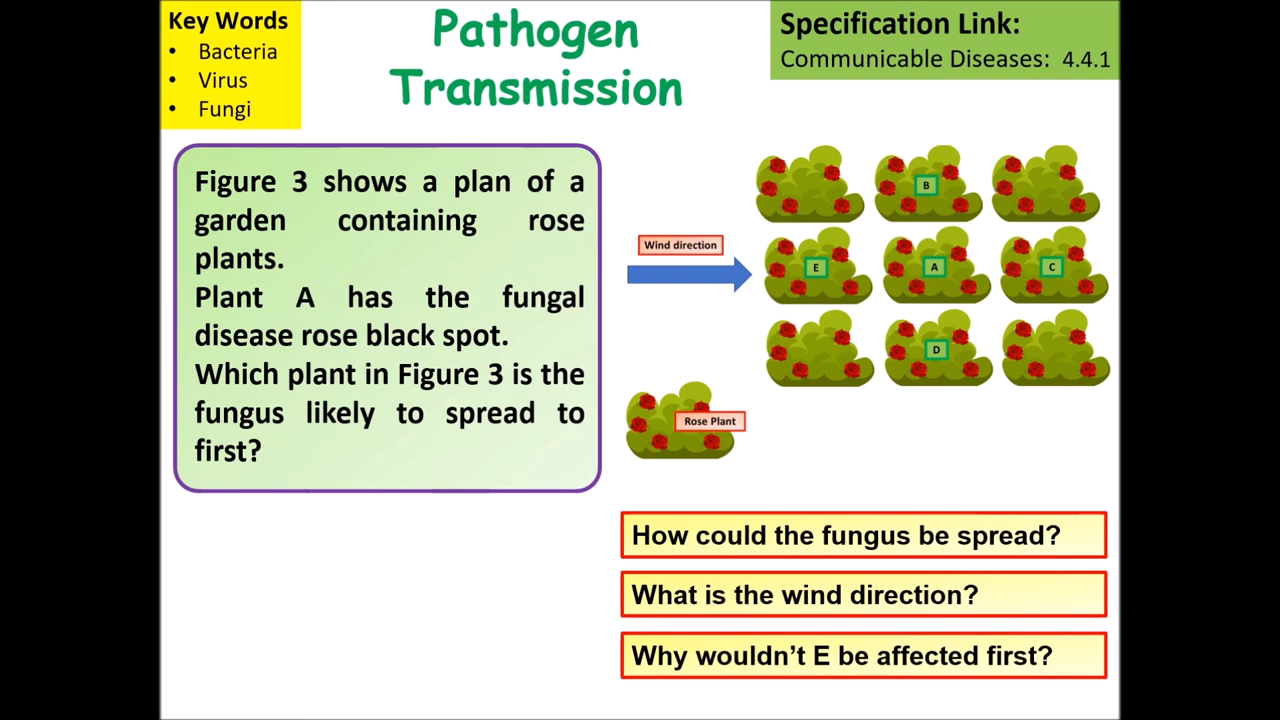 Key Words
• Bacteria
• Virus
• Fungi
Pathogen
Transmission
Specification Link:
Communicable Diseases: 4.4.1
Figure 3 shows a plan of a
garden containing rose
plants.
Plant A has the fungal
disease rose black spot.
Which plant in Figure 3 is the
fungus likely to spread to
first?
Wind direction
B
E
A
C
D
Rose Plant
How could the fungus be spread?
What is the wind direction?
Why wouldn’t E be affected first?